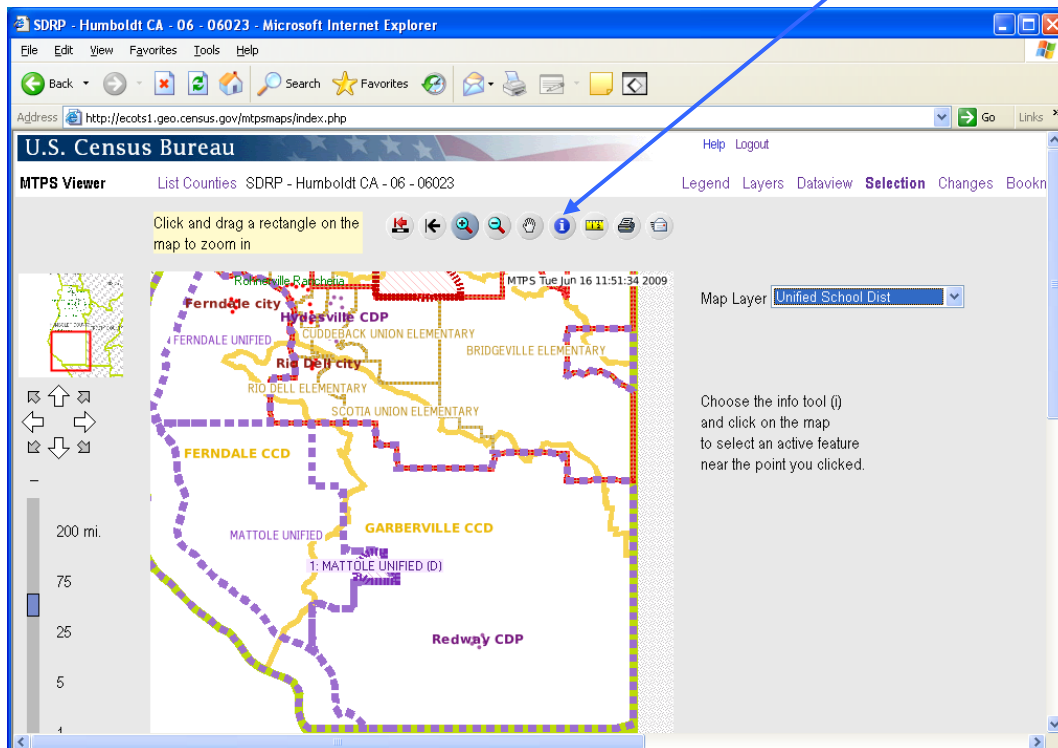 SDRP - Humboldt CA - 06 - 06023 - Microsoft Internet Explorer
File Edit View Favorites Tools Help
Back Search Favorites
Address http://ecots1.geo.census.gov/mtpsmaps/index.php Go Links »
U.S. Census Bureau Help Logout
MTPS Viewer List Counties SDRP - Humboldt CA - 06 - 06023 Legend Layers Dataview Selection Changes Bookn
Click and drag a rectangle on the
map to zoom in
MTPS Tue Jun 16 11:51:34 2009
Rohnerville Rancheria
Ferndale city
Hydesville CDP
Map Layer Unified School Dist
CUDDEBACK UNION ELEMENTARY
FERNDALE UNIFIED
BRIDGEVILLE ELEMENTARY
Rio Dell city
RIO DELL ELEMENTARY
SCOTIA UNION ELEMENTARY
Choose the info tool (i)
and click on the map
to select an active feature
near the point you clicked.
FERNDALE CCD
200 mi.
MATTOLE UNIFIED
GARBERVILLE CCD
1: MATTOLE UNIFIED (D)
75
25
Redway CDP
5
1